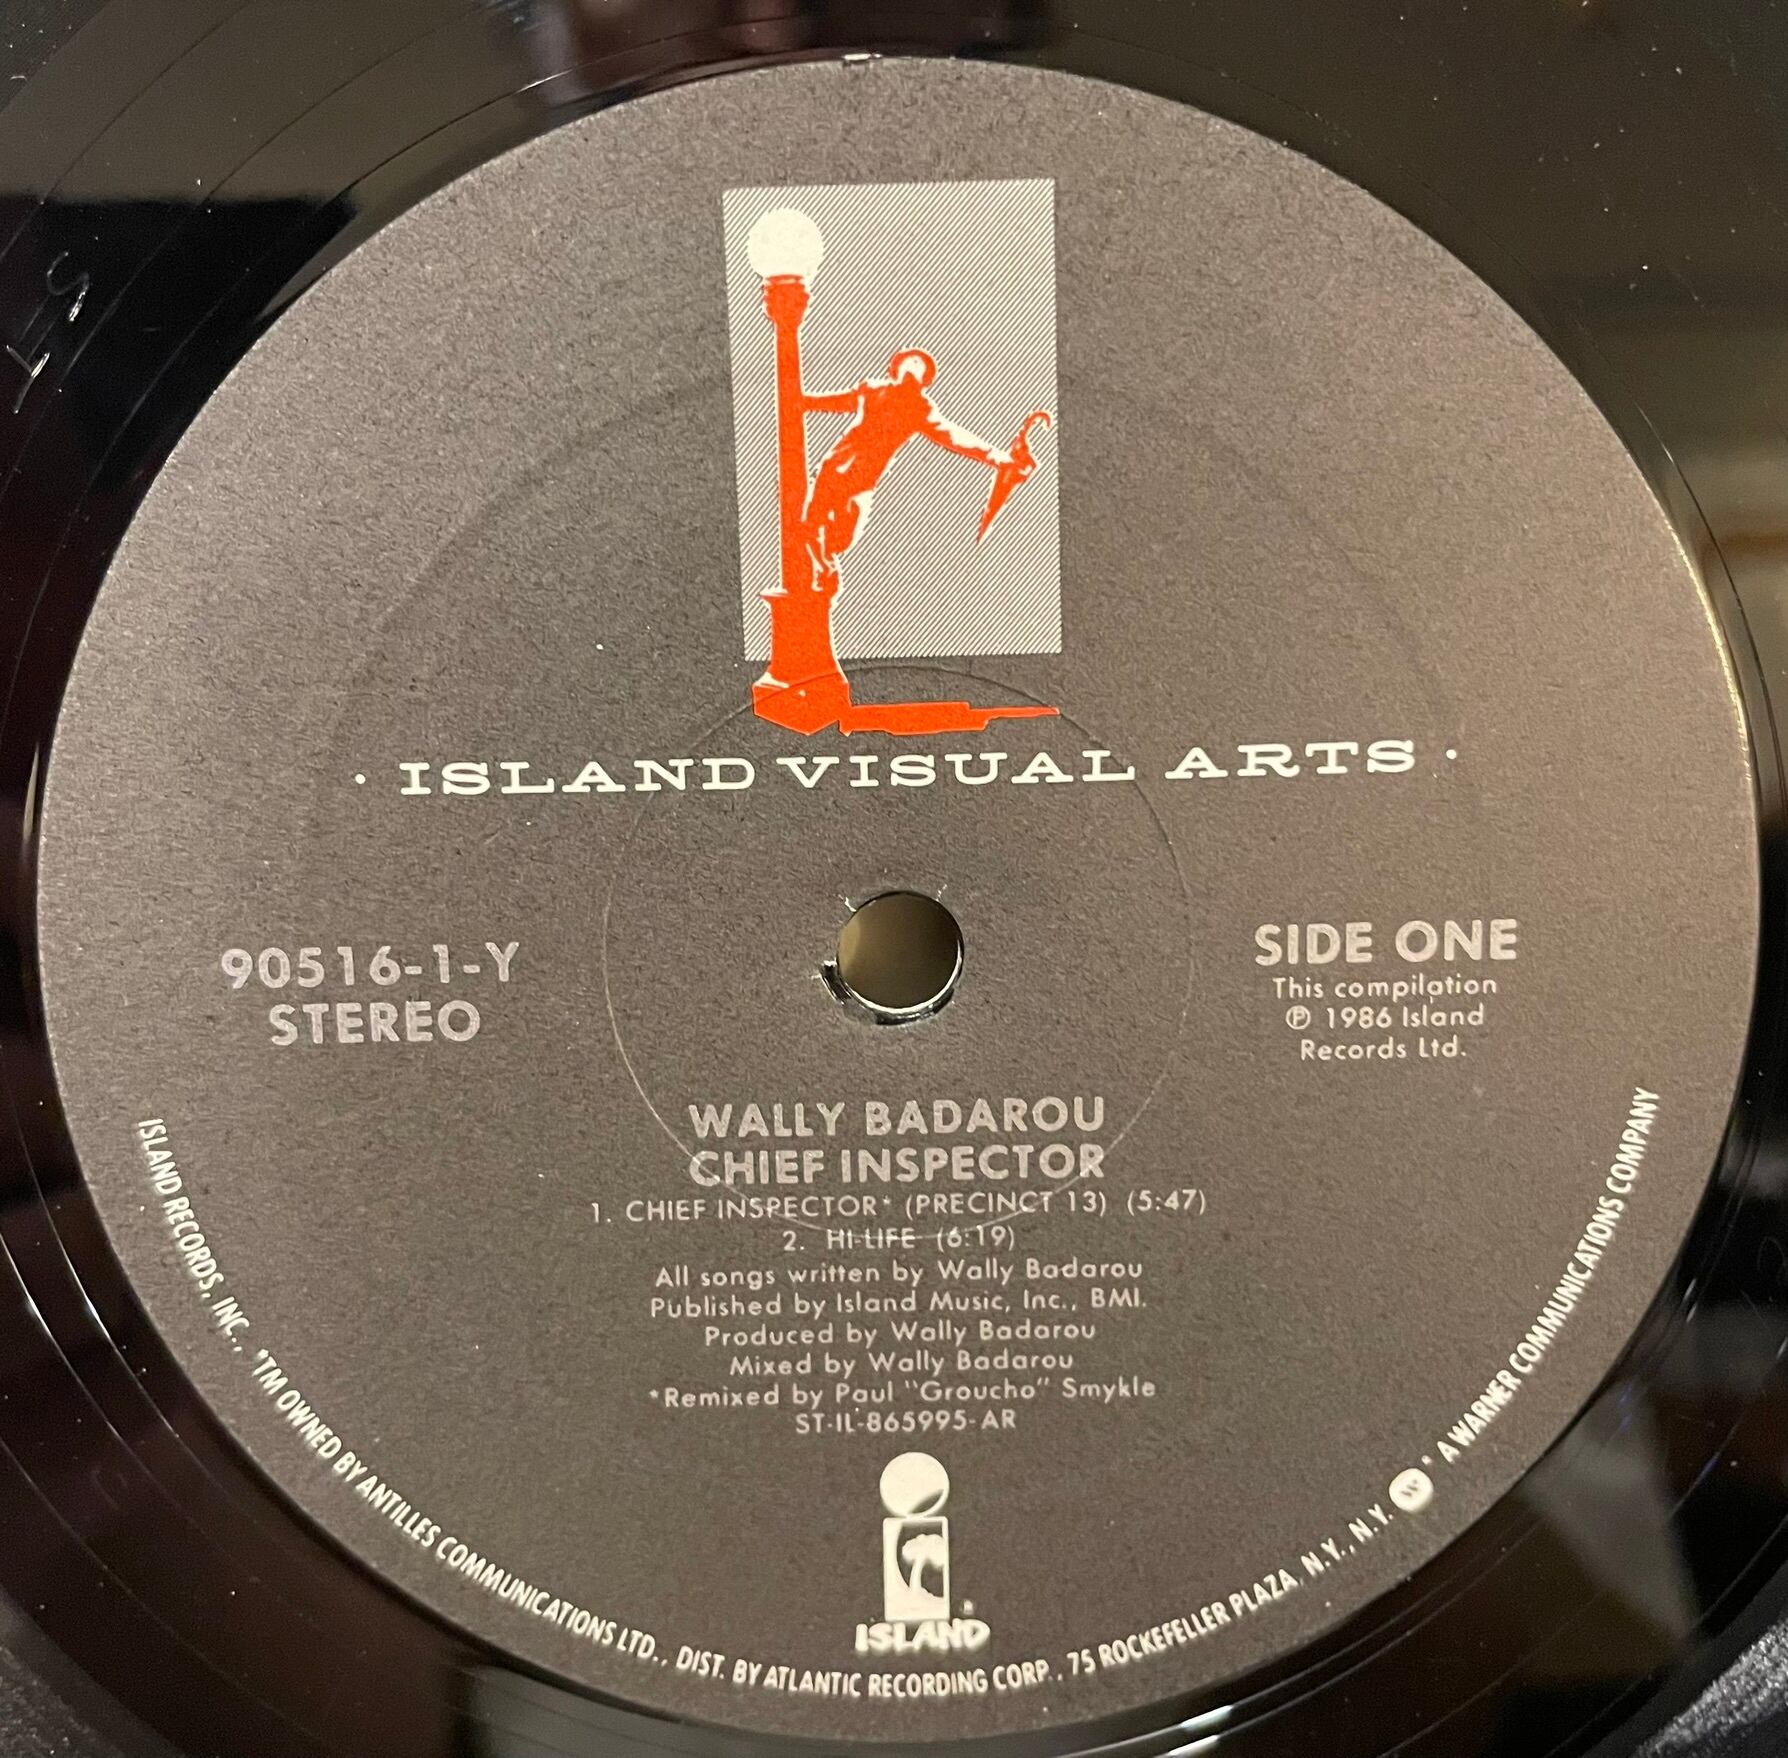 · ISLAND VISUAL ARTS ·
90516-1-Y
STEREO
SIDE ONE
This compilation
℗ 1986 Island
Records Ltd.
WALLY BADAROU
CHIEF INSPECTOR
1. CHIEF INSPECTOR* (PRECINCT 13) (5:47)
2. HI-LIFE (6:19)
All songs written by Wally Badarou
Published by Island Music, Inc., BMI.
Produced by Wally Badarou
Mixed by Wally Badarou
*Remixed by Paul "Groucho" Smykle
ST-IL-865995-AR
ISLAND
ISLAND RECORDS, INC., *TM OWNED BY ANTILLES COMMUNICATIONS LTD., DIST. BY ATLANTIC RECORDING CORP., 75 ROCKEFELLER PLAZA, N.Y., N.Y. W * A WARNER COMMUNICATIONS COMPANY